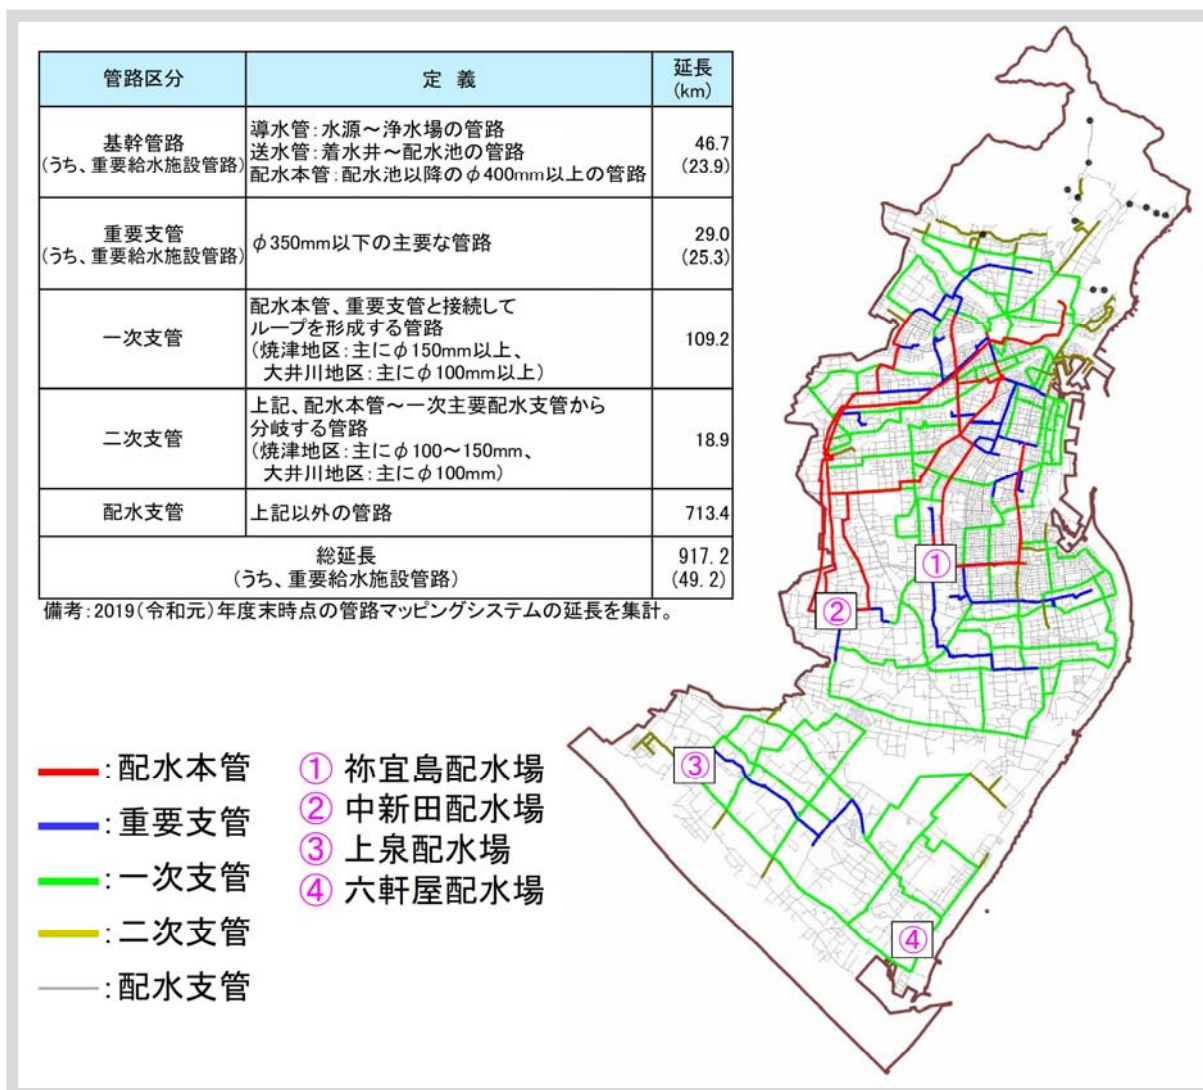 管路区分
定 義
延長
(km)
基幹管路
(うち、重要給水施設管路)
導水管:水源～浄水場の管路
送水管:着水井～配水池の管路
配水本管:配水池以降のφ400mm以上の管路
46.7
(23.9)
重要支管
(うち、重要給水施設管路)
φ350mm以下の主要な管路
29.0
(25.3)
一次支管
配水本管、重要支管と接続して
ループを形成する管路
(焼津地区:主にφ150mm以上、
大井川地区:主にφ100mm以上)
109.2
二次支管
上記、配水本管～一次主要配水支管から
分岐する管路
(焼津地区:主にφ100～150mm、
大井川地区:主にφ100mm)
18.9
配水支管
上記以外の管路
713.4
総延長
(うち、重要給水施設管路)
917.2
(49.2)
備考:2019(令和元)年度末時点の管路マッピングシステムの延長を集計。
:配水本管
:重要支管
:一次支管
:二次支管
:配水支管
① 祢宜島配水場
② 中新田配水場
③ 上泉配水場
④ 六軒屋配水場
①
②
③
④